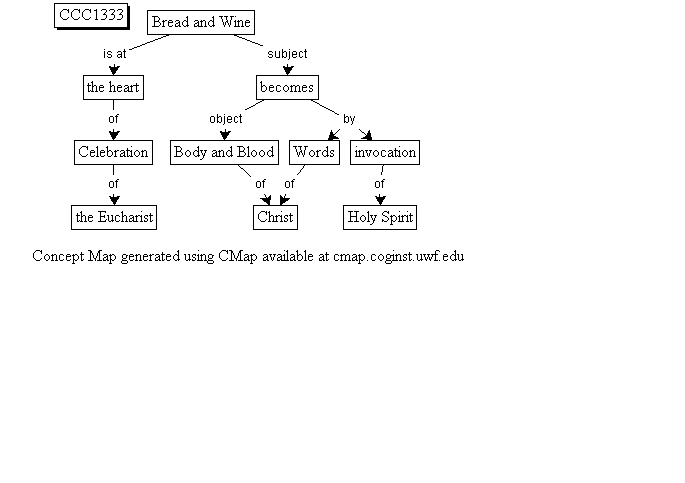 CCC1333
Bread and Wine
is at
subject
the heart
becomes
of
object
by
Celebration
Body and Blood
Words
invocation
of
of
of
of
the Eucharist
Christ
Holy Spirit
Concept Map generated using CMap available at cmap.coginst.uwf.edu